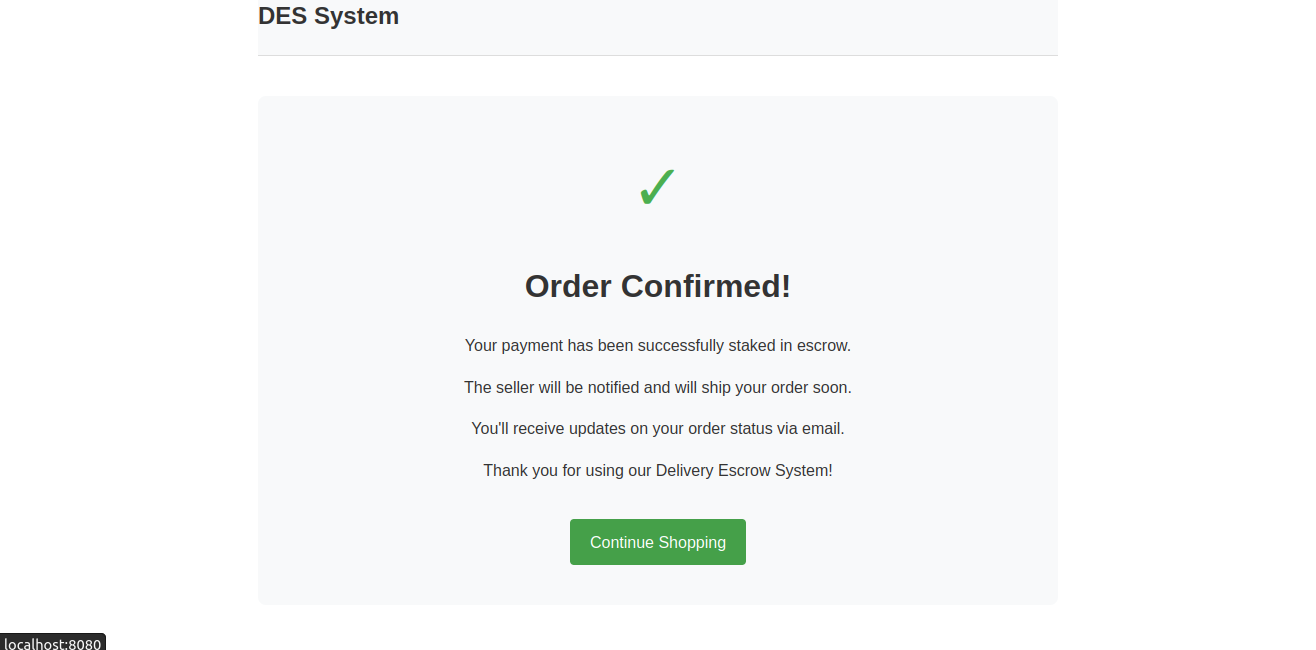 DES System
✓
Order Confirmed!
Your payment has been successfully staked in escrow.
The seller will be notified and will ship your order soon.
You'll receive updates on your order status via email.
Thank you for using our Delivery Escrow System!
Continue Shopping
localhost:8080